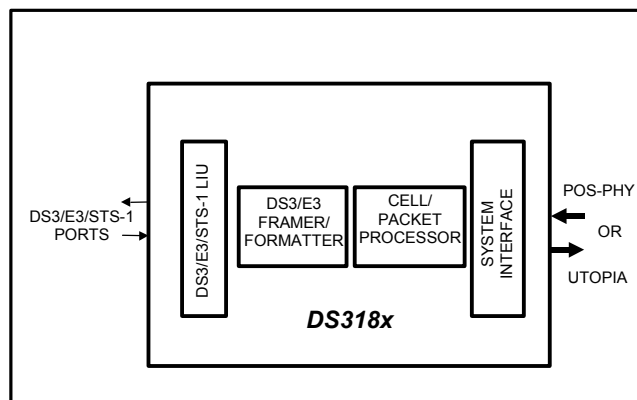 DS3/E3/STS-1
PORTS
DS3/E3/STS-1 LIU
DS3/E3
FRAMER/
FORMATTER
CELL/
PACKET
PROCESSOR
SYSTEM
INTERFACE
POS-PHY
OR
UTOPIA
DS318x